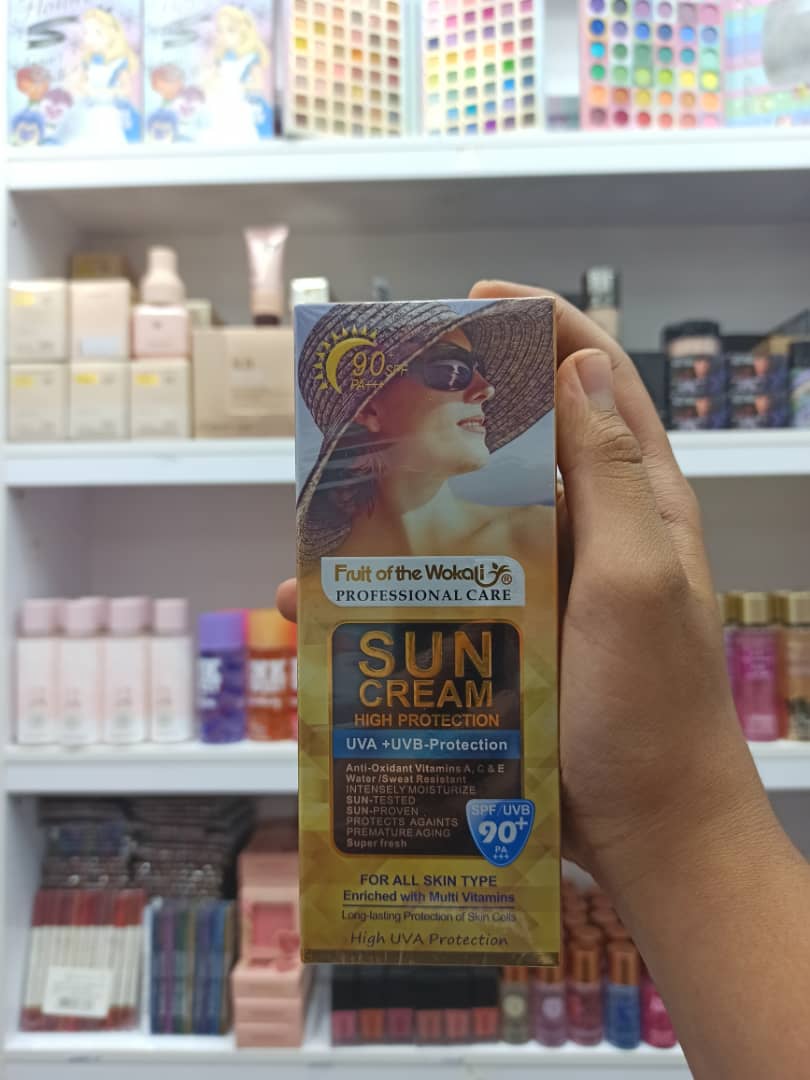 90 SPF
PA+++
Fruit of the Wokali ®
PROFESSIONAL CARE
SUN
CREAM
HIGH PROTECTION
UVA +UVB-Protection
Anti-Oxidant Vitamins A, C & E
Water/Sweat Resistant
INTENSELY MOISTURIZE
SUN-TESTED
SUN-PROVEN
PROTECTS AGAINTS
PREMATURE AGING
Super fresh
SPF/UVB
90+
PA
+++
FOR ALL SKIN TYPE
Enriched with Multi Vitamins
Long-lasting Protection of Skin Cells
High UVA Protection